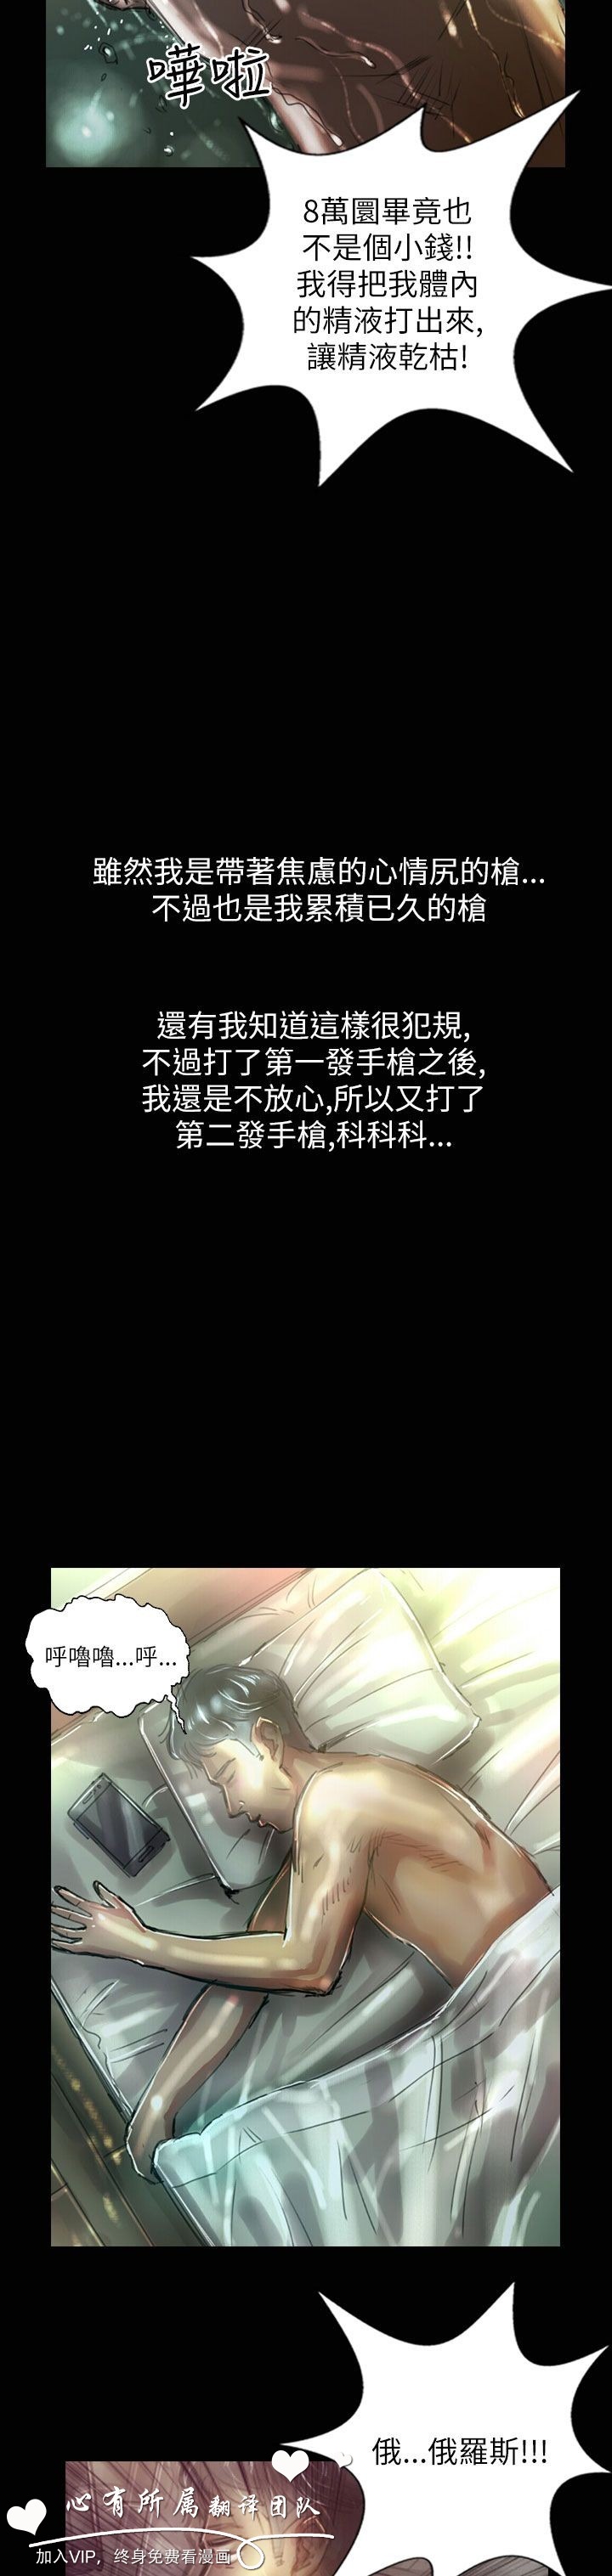 嘩啦
8萬圜畢竟也
不是個小錢!!
我得把我體內
的精液打出來,
讓精液乾枯!
雖然我是帶著焦慮的心情尻的槍...
不過也是我累積已久的槍
還有我知道這樣很犯規,
不過打了第一發手槍之後,
我還是不放心,所以又打了
第二發手槍,科科科...
呼嚕嚕...呼...
俄...俄羅斯!!!
心有所属翻译团队
加入VIP，终身免费看漫画